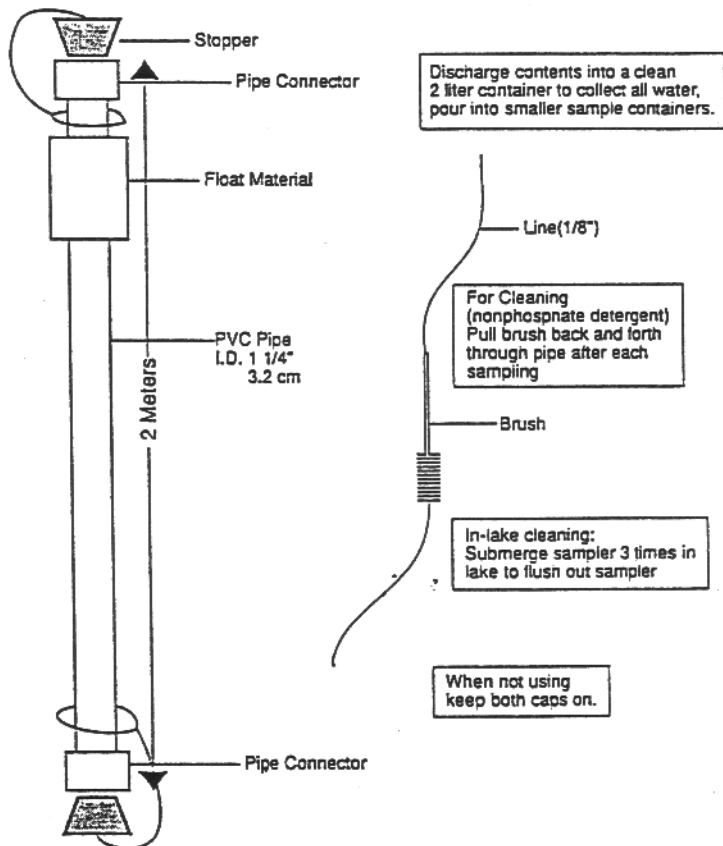 Stopper
Pipe Connector
Float Material
PVC Pipe
I.D. 1 1/4"
3.2 cm
2 Meters
Pipe Connector
Discharge contents into a clean
2 liter container to collect all water,
pour into smaller sample containers.
Line(1/8")
For Cleaning
(nonphospnate detergent)
Pull brush back and forth
through pipe after each
sampiing
Brush
In-lake cleaning:
Submerge sampler 3 times in
lake to flush out sampler
When not using
keep both caps on.